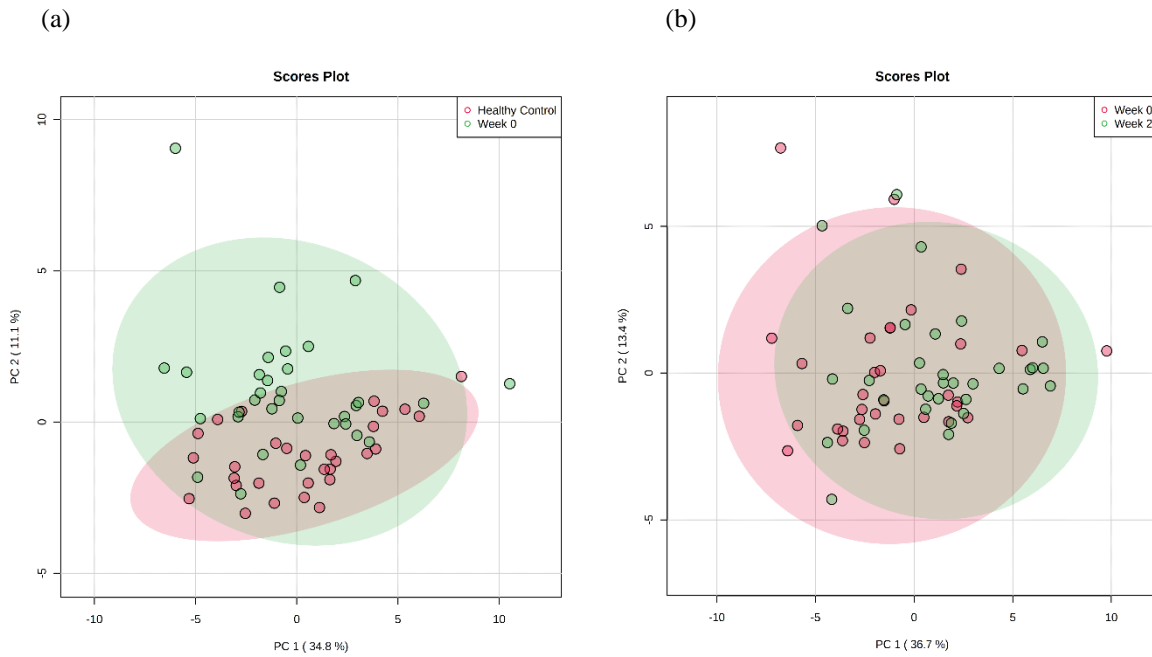 (a)
Scores Plot
Healthy Control
Week 0
10
5
0
-5
PC 2 ( 11.1 %)
-10
-5
0
5
10
PC 1 ( 34.8 %)
(b)
Scores Plot
Week 0
Week 2
5
0
-5
PC 2 ( 13.4 %)
-10
-5
0
5
10
PC 1 ( 36.7 %)